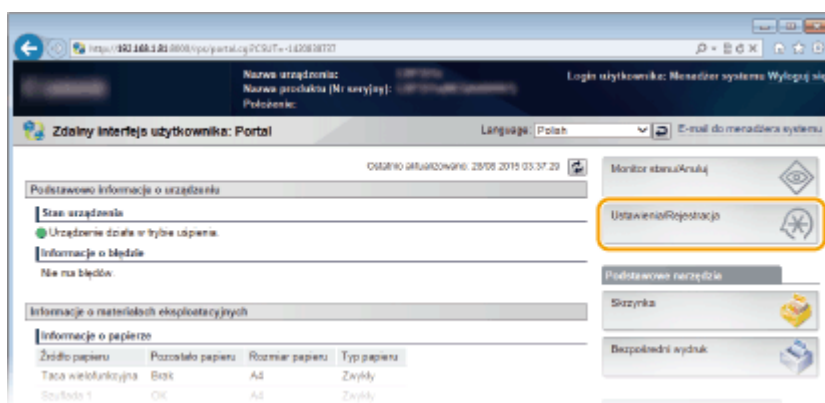 Nazwa urządzenia:
Nazwa produktu [Nr seryjny]:
Położenie:
Login użytkownika: Menadżer systemu Wyloguj się
Zdalny interfejs użytkownika: Portal
Language: Polish
E-mail do menadżera systemu
Ostatnio aktualizowano: 28/08 2015 03:37:29
Podstawowe informacje o urządzeniu
Stan urządzenia
Urządzenie działa w trybie uśpienia.
Informacje o błędzie
Nie ma błędów.
Informacje o materiałach eksploatacyjnych
Informacje o papierze
Źródło papieru Pozostało papieru Rozmiar papieru Typ papieru
Taca wielofunkcyjna Brak A4 Zwykły
Szuflada 1 OK A4 Zwykły
Monitor stanu/Anuluj
Ustawienia/Rejestracja
Podstawowe narzędzia
Skrzynka
Bezpośredni wydruk